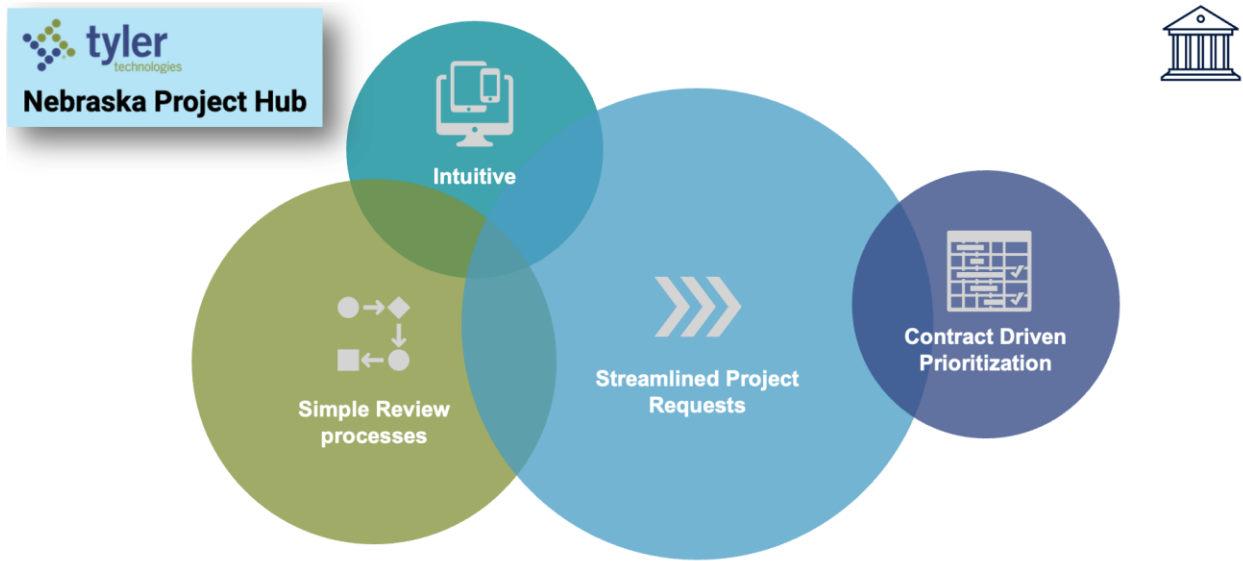 tyler
technologies
Nebraska Project Hub
Intuitive
Simple Review
processes
Streamlined Project
Requests
Contract Driven
Prioritization